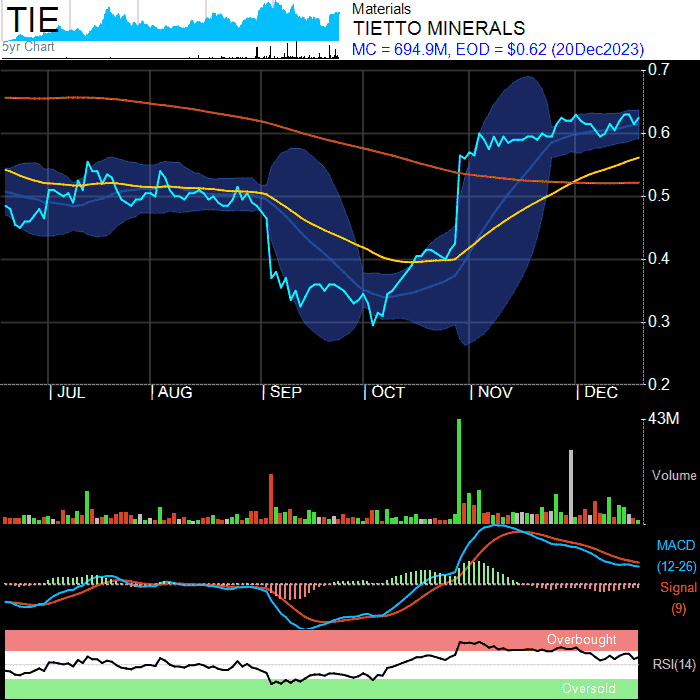 TIE
5yr Chart
Materials
TIETTO MINERALS
MC = 694.9M, EOD = $0.62 (20Dec2023)
0.7
0.6
0.5
0.4
0.3
0.2
| JUL | AUG | SEP | OCT | NOV | DEC
43M
Volume
MACD
(12-26)
Signal
(9)
Overbought
RSI(14)
Oversold